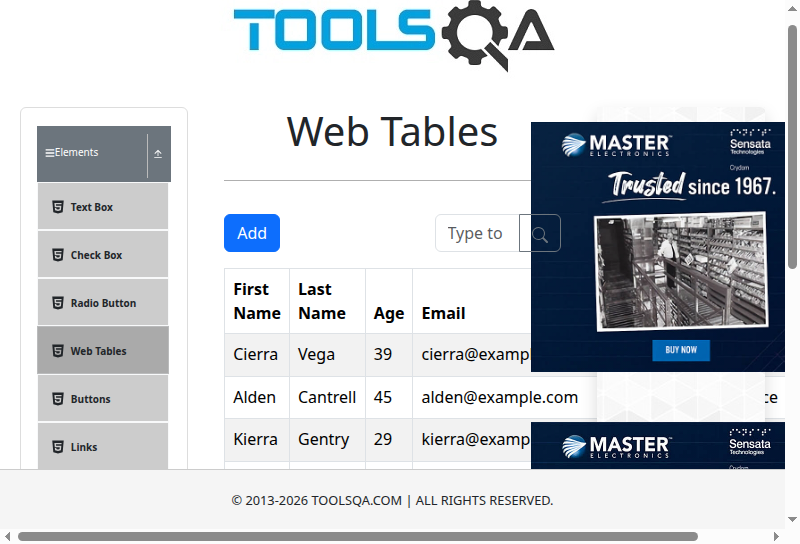 TOOLSQA
Elements
Text Box
Check Box
Radio Button
Web Tables
Buttons
Links
Web Tables
Add
Type to
First Name
Last Name
Age
Email
Cierra
Vega
39
cierra@examp
Alden
Cantrell
45
alden@example.com
ce
Kierra
Gentry
29
kierra@examp
MASTER
ELECTRONICS
Sensata
Technologies
Crydom
Trusted since 1967.
BUY NOW
MASTER
ELECTRONICS
Sensata
Technologies
© 2013-2026 TOOLSQA.COM | ALL RIGHTS RESERVED.